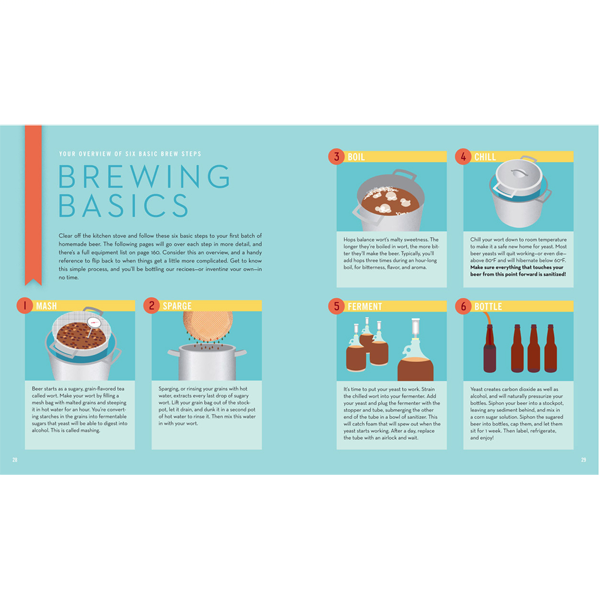 YOUR OVERVIEW OF SIX BASIC BREW STEPS
BREWING
BASICS
Clear off the kitchen stove and follow these six basic steps to your first batch of
homemade beer. The following pages will go over each step in more detail, and
there's a full equipment list on page 160. Consider this an overview, and a handy
reference to flip back to when things get a little more complicated. Get to know
this simple process, and you'll be bottling our recipes—or inventing your own—in
no time.
1 MASH
Beer starts as a sugary, grain-flavored tea
called wort. Make your wort by filling a
mesh bag with malted grains and steeping
it in hot water for an hour. You're convert-
ing starches in the grains into fermentable
sugars that yeast will be able to digest into
alcohol. This is called mashing.
2 SPARGE
Sparging, or rinsing your grains with hot
water, extracts every last drop of sugary
wort. Lift your grain bag out of the stock-
pot, let it drain, and dunk it in a second pot
of hot water to rinse it. Then mix this water
in with your wort.
3 BOIL
Hops balance wort's malty sweetness. The
longer they're boiled in wort, the more bit-
ter they'll make the beer. Typically, you'll
add hops three times during an hour-long
boil, for bitterness, flavor, and aroma.
4 CHILL
Chill your wort down to room temperature
to make it a safe new home for yeast. Most
beer yeasts will quit working—or even die—
above 80°F and will hibernate below 60°F.
Make sure everything that touches your
beer from this point forward is sanitized!
5 FERMENT
It's time to put your yeast to work. Strain
the chilled wort into your fermenter. Add
your yeast and plug the fermenter with the
stopper and tube, submerging the other
end of the tube in a bowl of sanitizer. This
will catch foam that will spew out when the
yeast starts working. After a day, replace
the tube with an airlock and wait.
6 BOTTLE
Yeast creates carbon dioxide as well as
alcohol, and will naturally pressurize your
bottles. Siphon your beer into a stockpot,
leaving any sediment behind, and mix in
a corn sugar solution. Siphon the sugared
beer into bottles, cap them, and let them
sit for 1 week. Then label, refrigerate,
and enjoy!
28
29